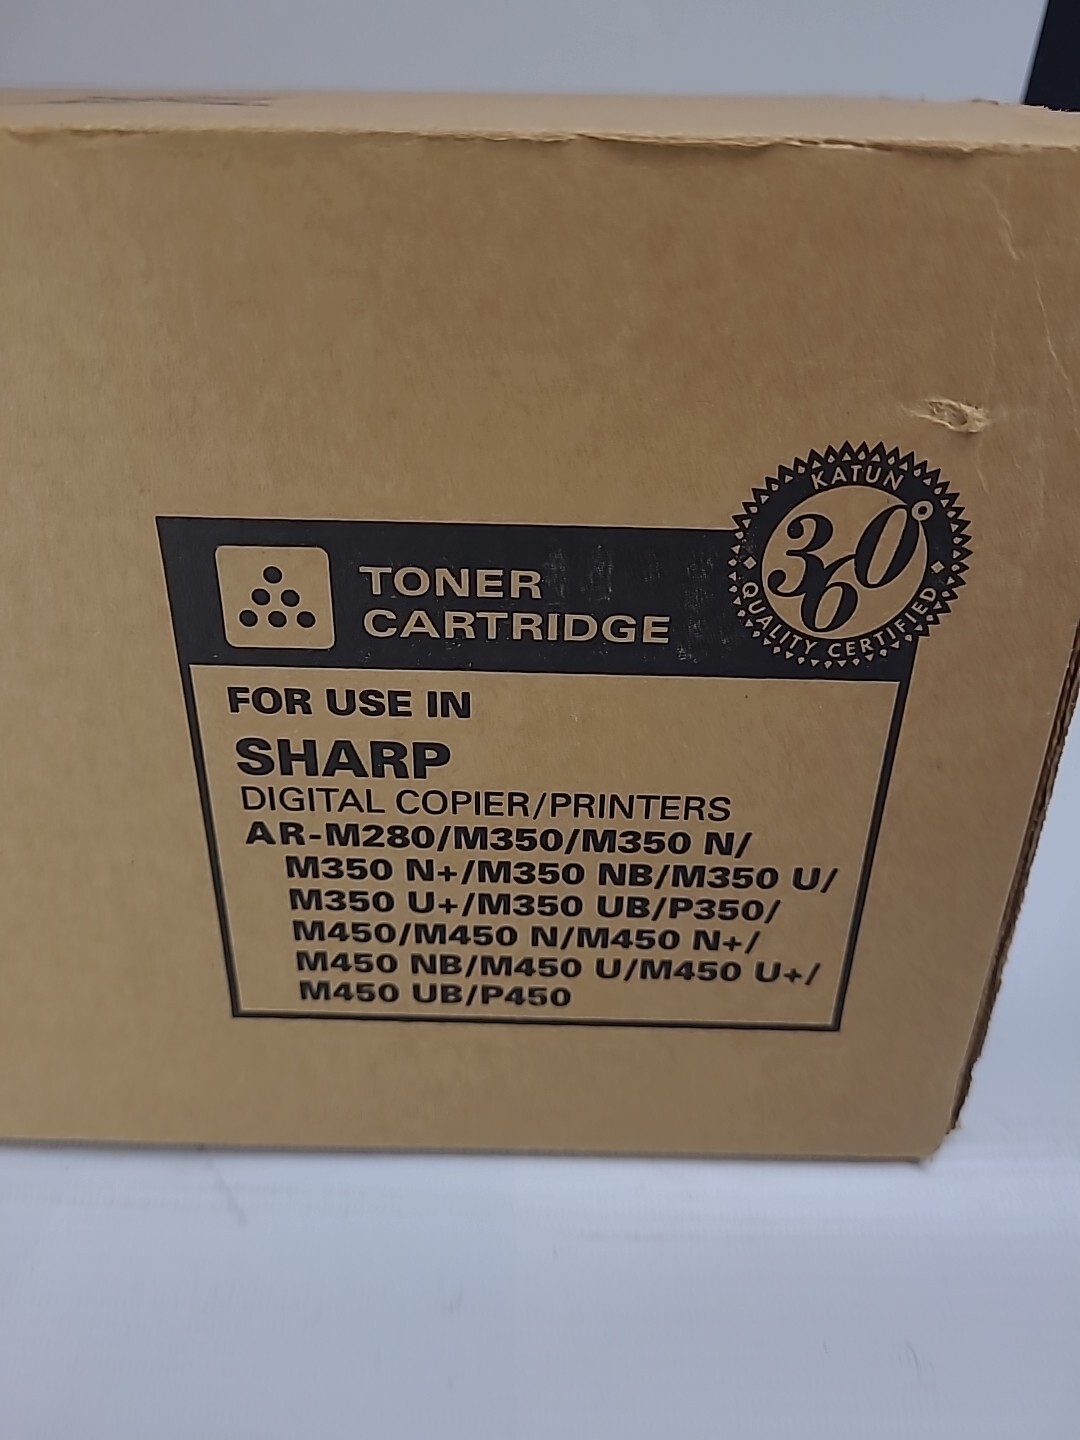 KATUN
360°
QUALITY CERTIFIED
TONER
CARTRIDGE
FOR USE IN
SHARP
DIGITAL COPIER/PRINTERS
AR-M280/M350/M350 N/
M350 N+/M350 NB/M350 U/
M350 U+/M350 UB/P350/
M450/M450 N/M450 N+/
M450 NB/M450 U/M450 U+/
M450 UB/P450